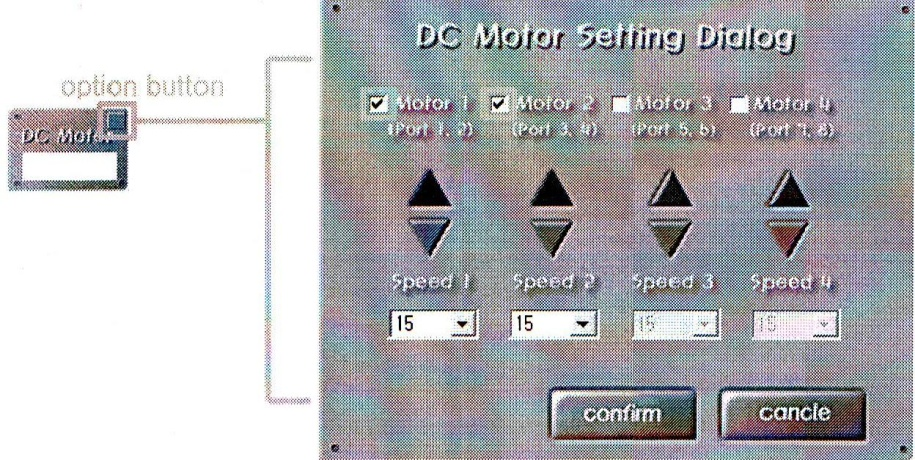 DC Motor Setting Dialog
option button
DC Motor
Motor 1 Motor 2 Motor 3 Motor 4
(Port 1, 2) (Port 3, 4) (Port 5, 6) (Port 7, 8)
Speed 1 Speed 2 Speed 3 Speed 4
15 15 15 15
confirm cancle